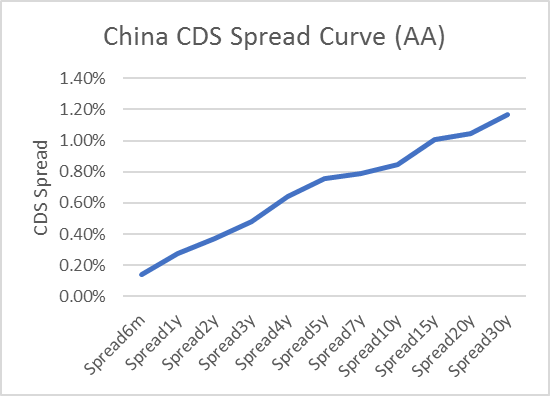 China CDS Spread Curve (AA)
1.40%
1.20%
1.00%
0.80%
0.60%
0.40%
0.20%
0.00%
CDS Spread
Spread6m
Spread1y
Spread2y
Spread3y
Spread4y
Spread5y
Spread7y
Spread10y
Spread15y
Spread20y
Spread30y